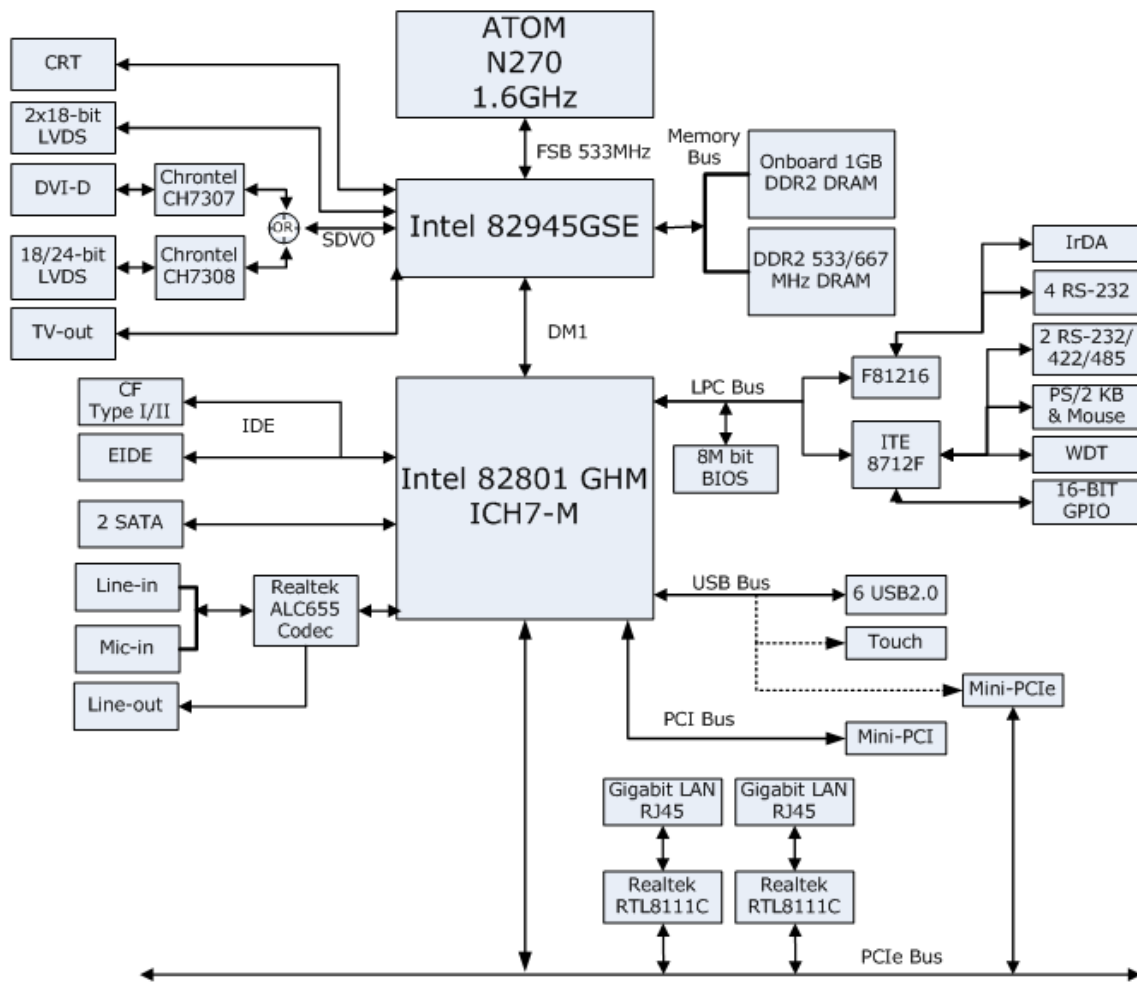 ATOM
N270
1.6GHz
CRT
2x18-bit
LVDS
DVI-D
Chrontel
CH7307
18/24-bit
LVDS
Chrontel
CH7308
OR
SDVO
TV-out
FSB 533MHz
Intel 82945GSE
Memory
Bus
Onboard 1GB
DDR2 DRAM
DDR2 533/667
MHz DRAM
DM1
IrDA
4 RS-232
2 RS-232/
422/485
PS/2 KB
& Mouse
WDT
16-BIT
GPIO
F81216
ITE
8712F
LPC Bus
8M bit
BIOS
CF
Type I/II
IDE
EIDE
2 SATA
Intel 82801 GHM
ICH7-M
Line-in
Mic-in
Line-out
Realtek
ALC655
Codec
USB Bus
6 USB2.0
Touch
Mini-PCIe
PCI Bus
Mini-PCI
Gigabit LAN
RJ45
Gigabit LAN
RJ45
Realtek
RTL8111C
Realtek
RTL8111C
PCIe Bus